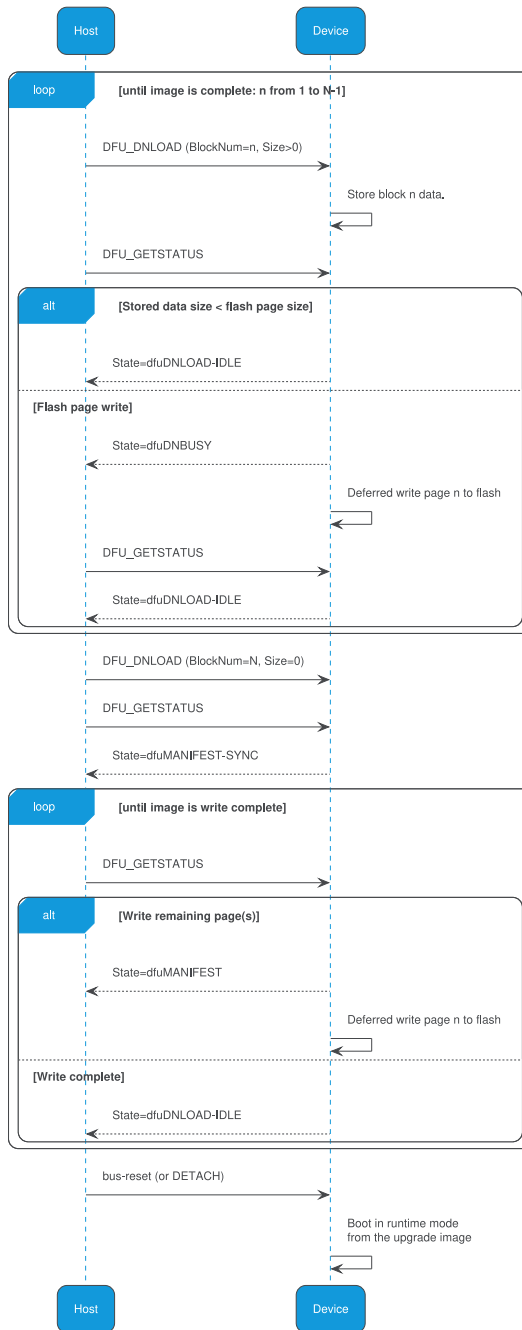 Host
Device
loop
[until image is complete: n from 1 to N-1]
DFU_DNLOAD (BlockNum=n, Size>0)
Store block n data.
DFU_GETSTATUS
alt
[Stored data size < flash page size]
State=dfuDNLOAD-IDLE
[Flash page write]
State=dfuDNBUSY
Deferred write page n to flash
DFU_GETSTATUS
State=dfuDNLOAD-IDLE
DFU_DNLOAD (BlockNum=N, Size=0)
DFU_GETSTATUS
State=dfuMANIFEST-SYNC
loop
[until image is write complete]
DFU_GETSTATUS
alt
[Write remaining page(s)]
State=dfuMANIFEST
Deferred write page n to flash
[Write complete]
State=dfuDNLOAD-IDLE
bus-reset (or DETACH)
Boot in runtime mode
from the upgrade image
Host
Device